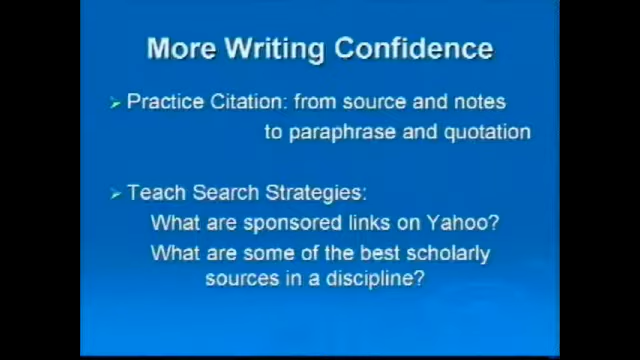 More Writing Confidence
Practice Citation: from source and notes
to paraphrase and quotation
Teach Search Strategies:
What are sponsored links on Yahoo?
What are some of the best scholarly
sources in a discipline?